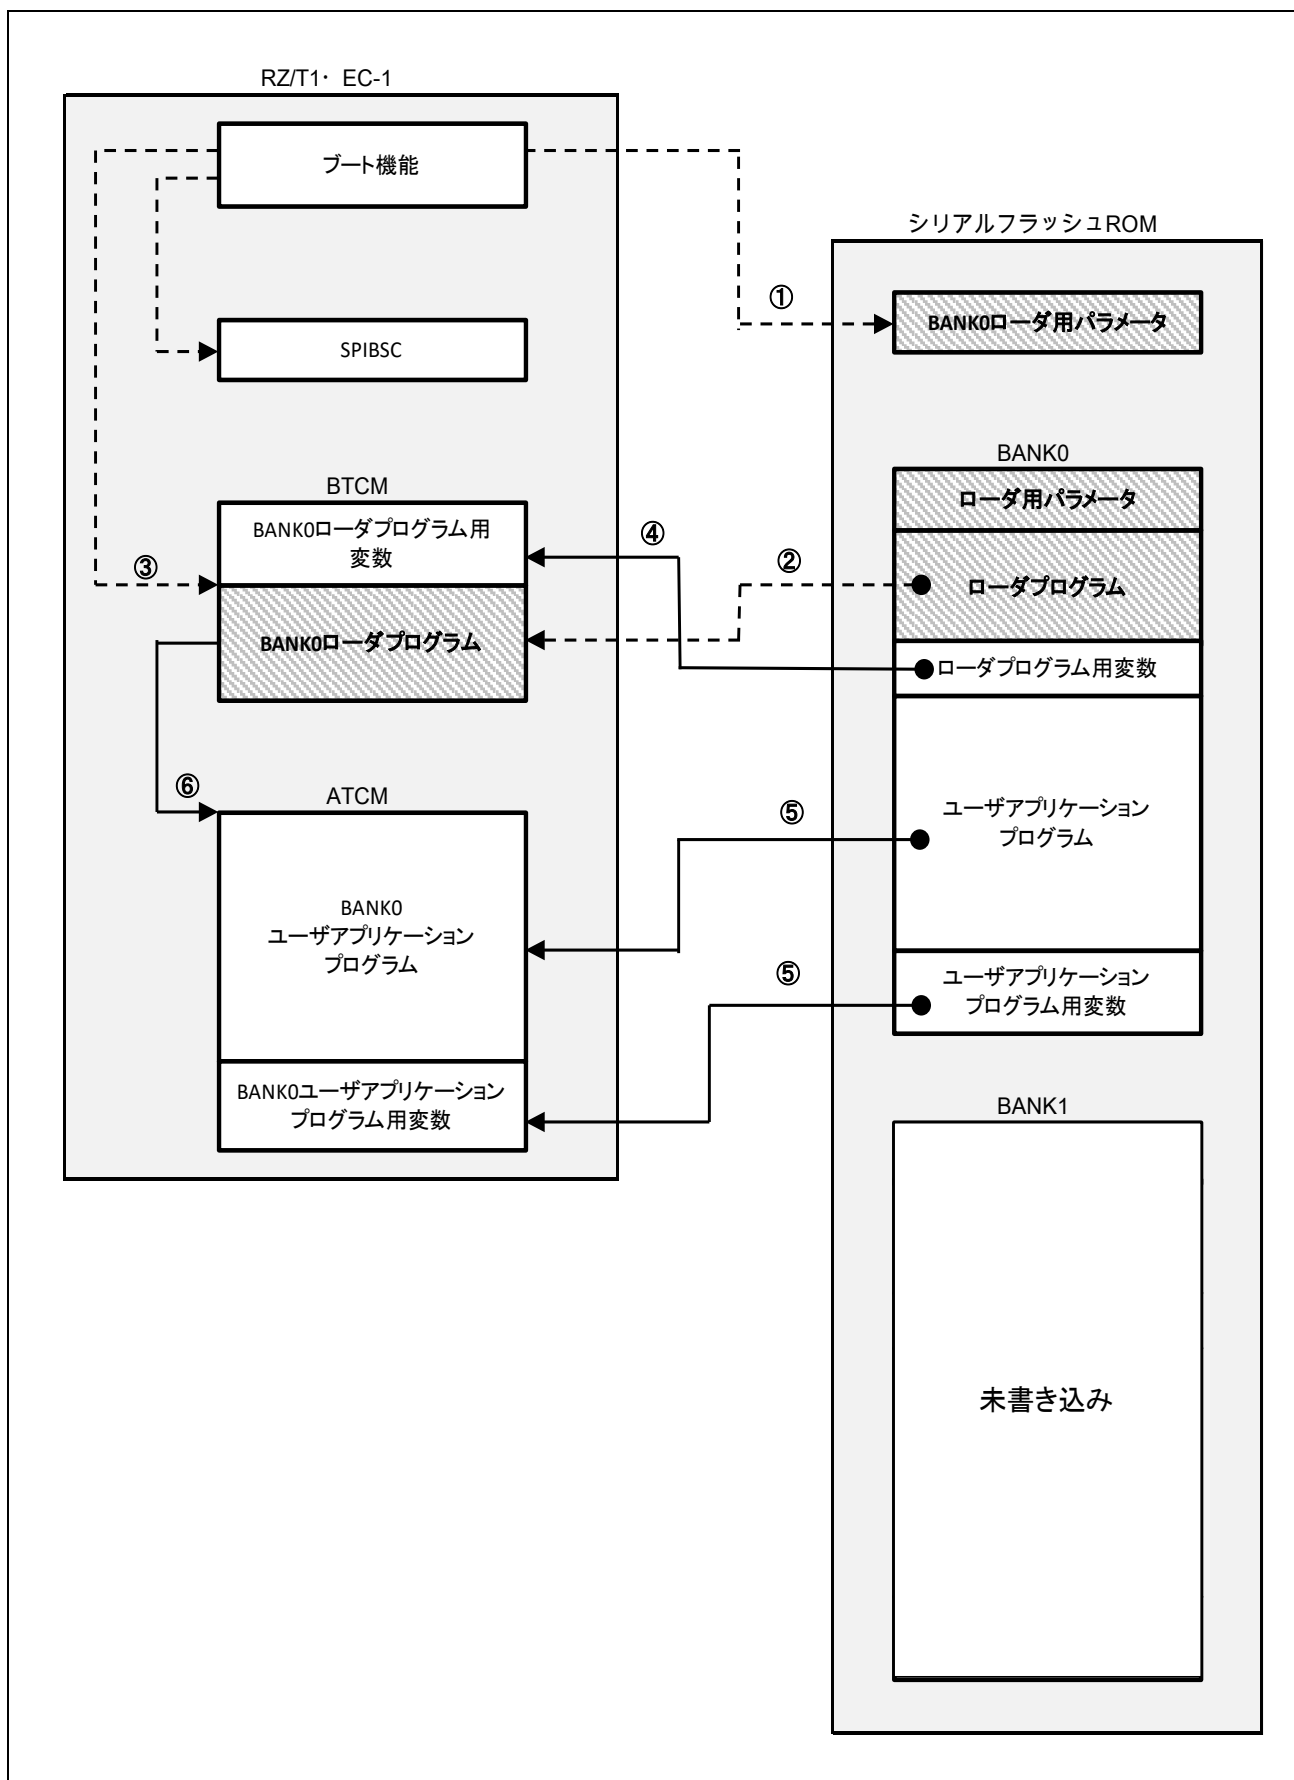 RZ/T1・ EC-1
ブート機能
SPIBSC
BTCM
BANK0ローダプログラム用
変数
BANK0ローダプログラム
ATCM
BANK0
ユーザアプリケーション
プログラム
BANK0ユーザアプリケーション
プログラム用変数
①
②
③
④
⑤
⑤
⑥
シリアルフラッシュROM
BANK0ローダ用パラメータ
BANK0
ローダ用パラメータ
ローダプログラム
ローダプログラム用変数
ユーザアプリケーション
プログラム
ユーザアプリケーション
プログラム用変数
BANK1
未書き込み